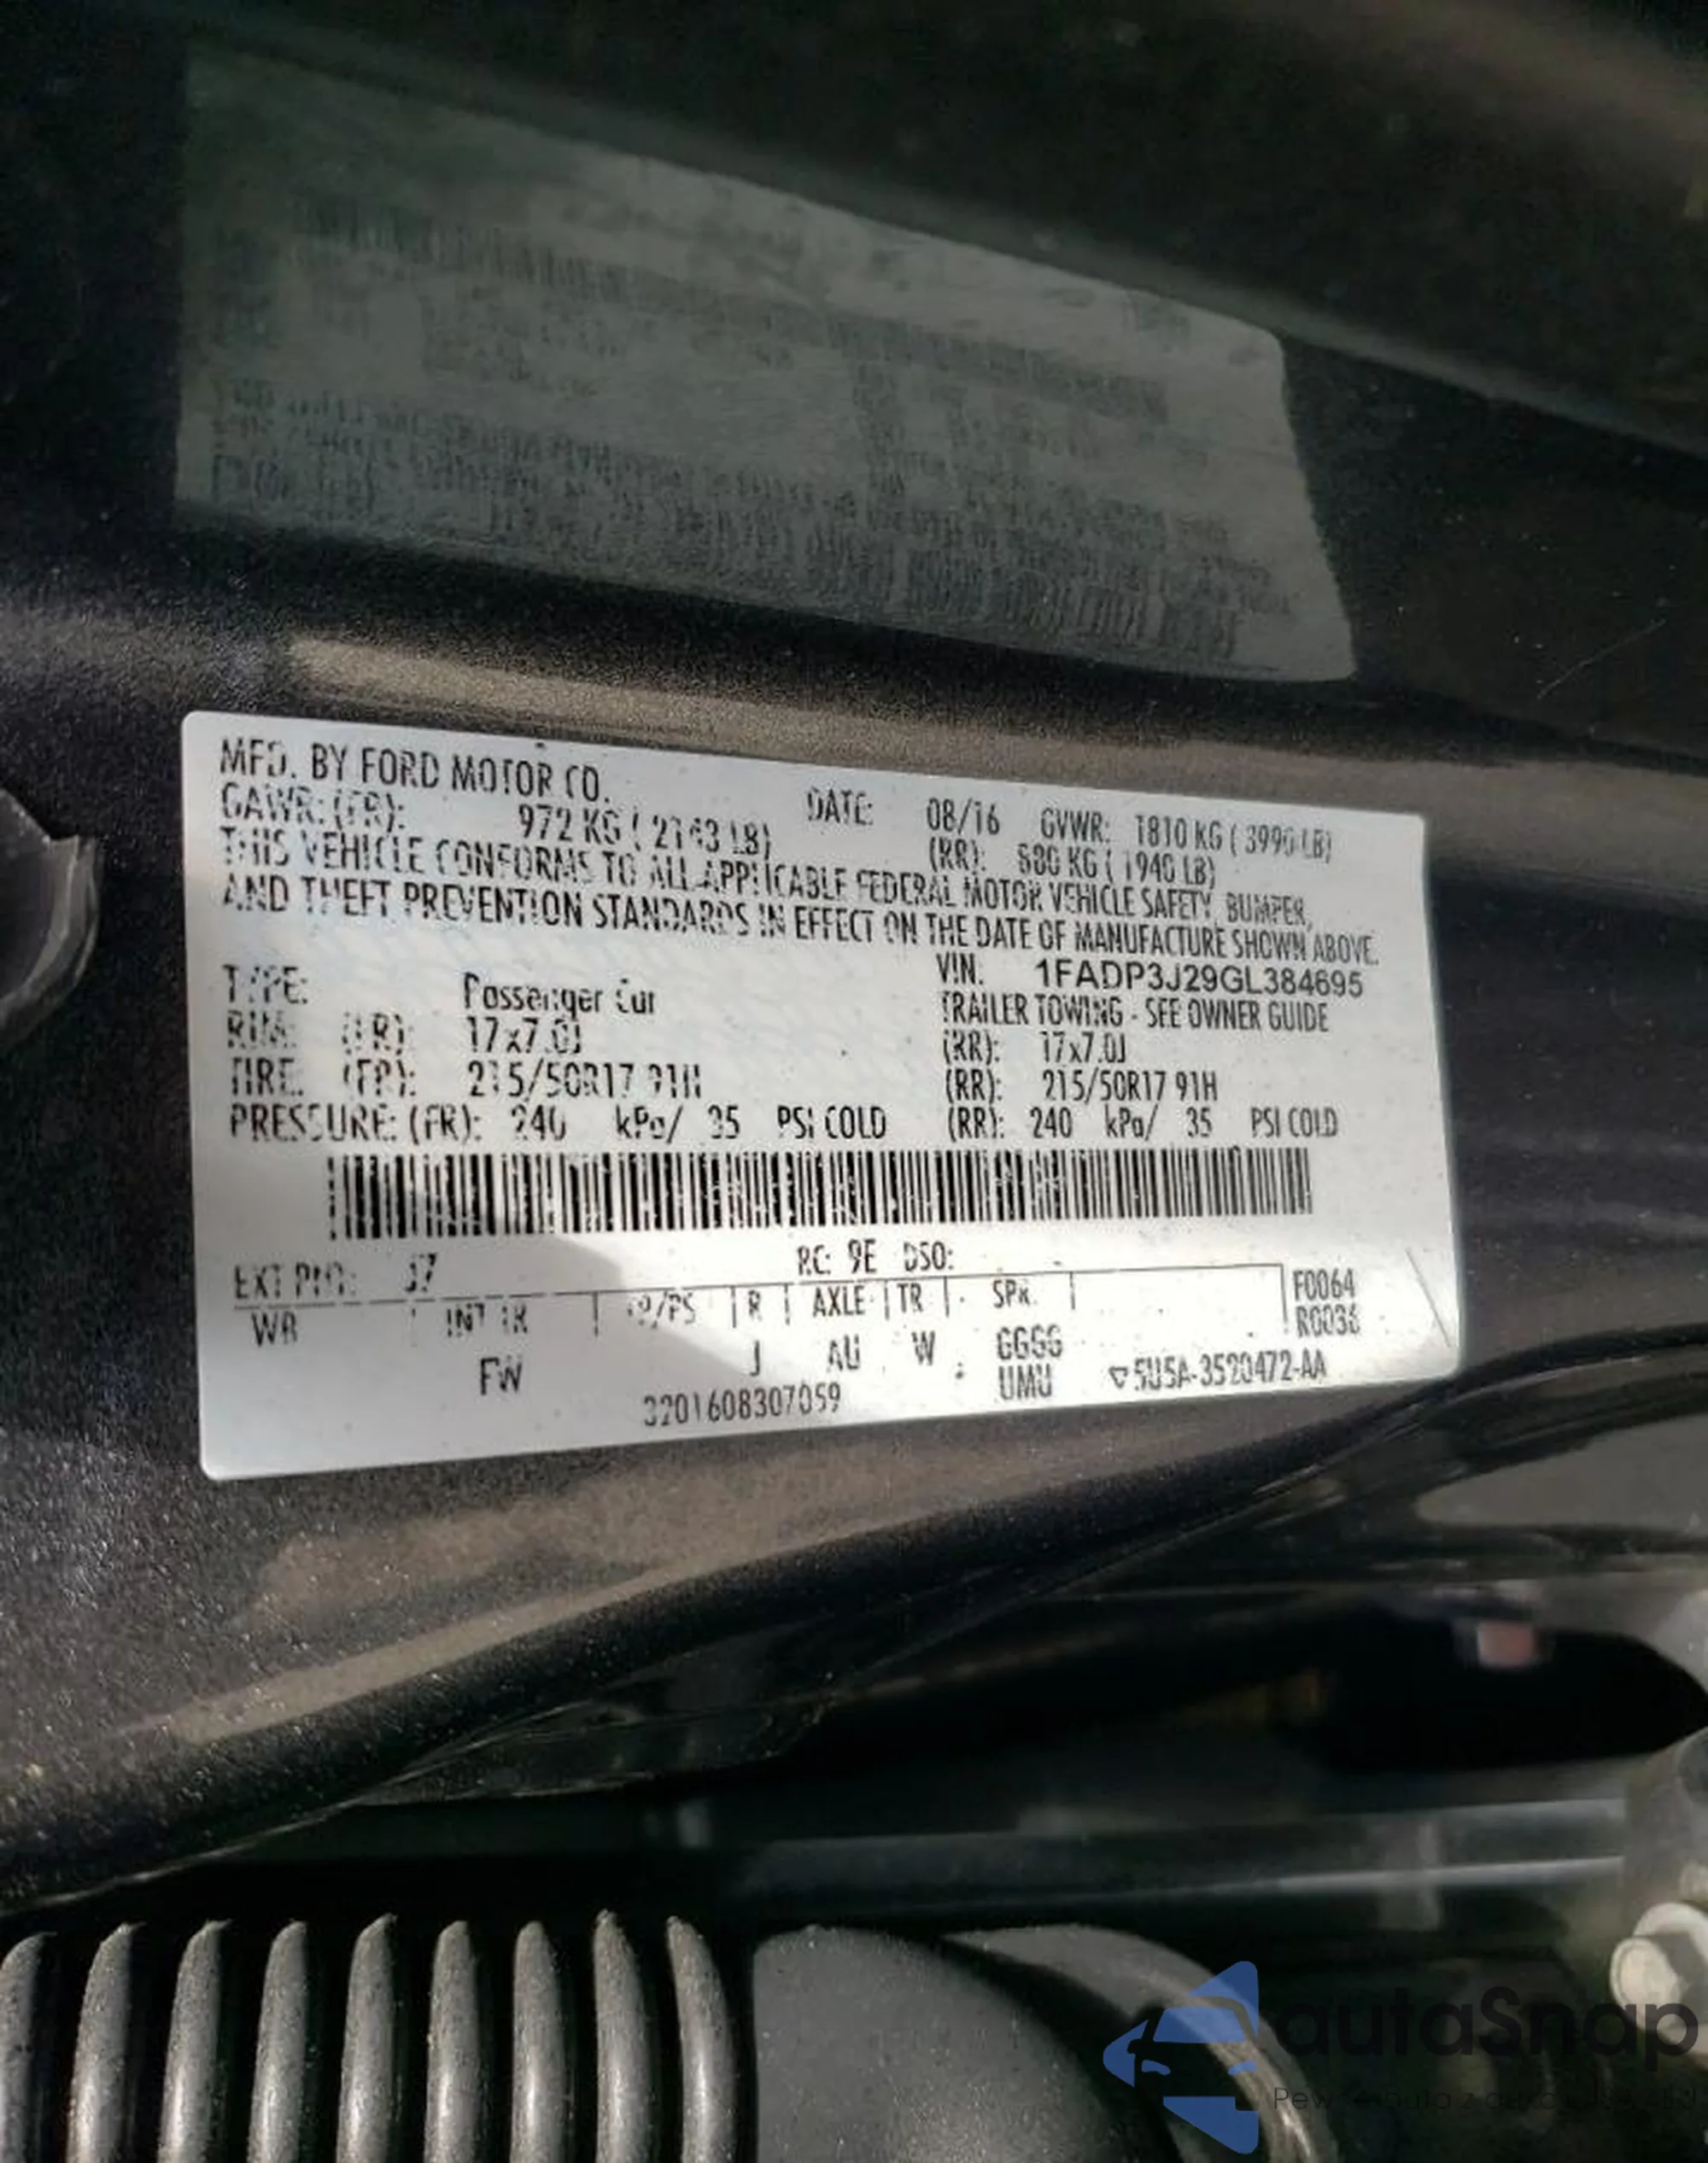 MFD. BY FORD MOTOR CO.
DATE: 08/16 GVWR: 1810 KG ( 3990 LB)
GAWR: (FR): 972 KG ( 2143 LB) (RR): 880 KG ( 1940 LB)
THIS VEHICLE CONFORMS TO ALL APPLICABLE FEDERAL MOTOR VEHICLE SAFETY, BUMPER,
AND THEFT PREVENTION STANDARDS IN EFFECT ON THE DATE OF MANUFACTURE SHOWN ABOVE.
VIN: 1FADP3J29GL384695
TYPE: Passenger Car TRAILER TOWING - SEE OWNER GUIDE
RIM: (FR): 17x7.0J (RR): 17x7.0J
TIRE: (FR): 215/50R17 91H (RR): 215/50R17 91H
PRESSURE: (FR): 240 kPa/ 35 PSI COLD (RR): 240 kPa/ 35 PSI COLD
EXT PNT: J7 RC: 9E DSO:
WB INT TR TP/PS R AXLE TR SPR F0064
R0036
FW J AU W GGGG
UMU ▽5U5A-3520472-AA
3201608307059
autaSnap